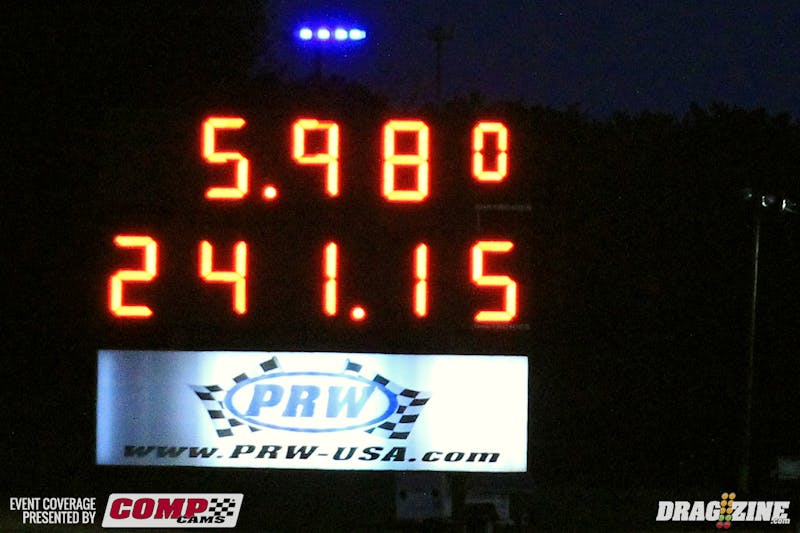 5.980
241.15
PRW
www.PRW-USA.com
EVENT COVERAGE
PRESENTED BY
COMP
CAMS
DRAGZINE
.com